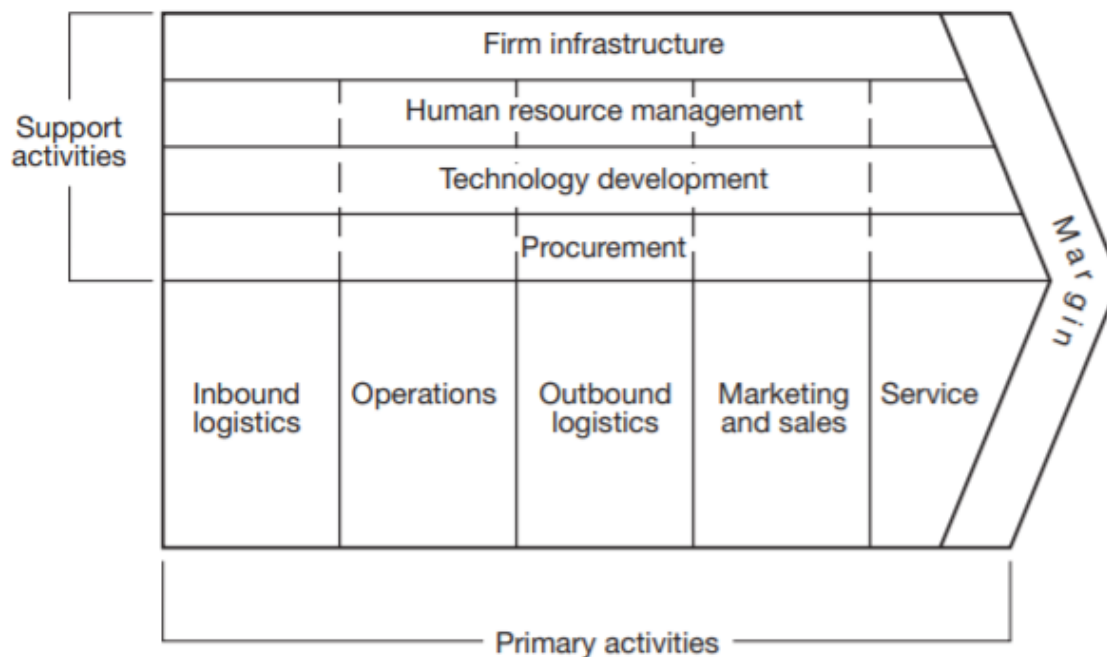 Firm infrastructure
Human resource management
Support
activities
Technology development
Procurement
Margin
Inbound
logistics
Operations
Outbound
logistics
Marketing
and sales
Service
Primary activities